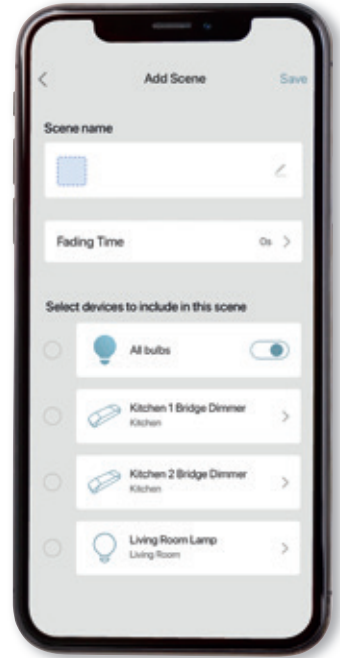 Add Scene
Save
Scene name
Fading Time
0s
Select devices to include in this scene
All bulbs
Kitchen 1 Bridge Dimmer
Kitchen
Kitchen 2 Bridge Dimmer
Kitchen
Living Room Lamp
Living Room